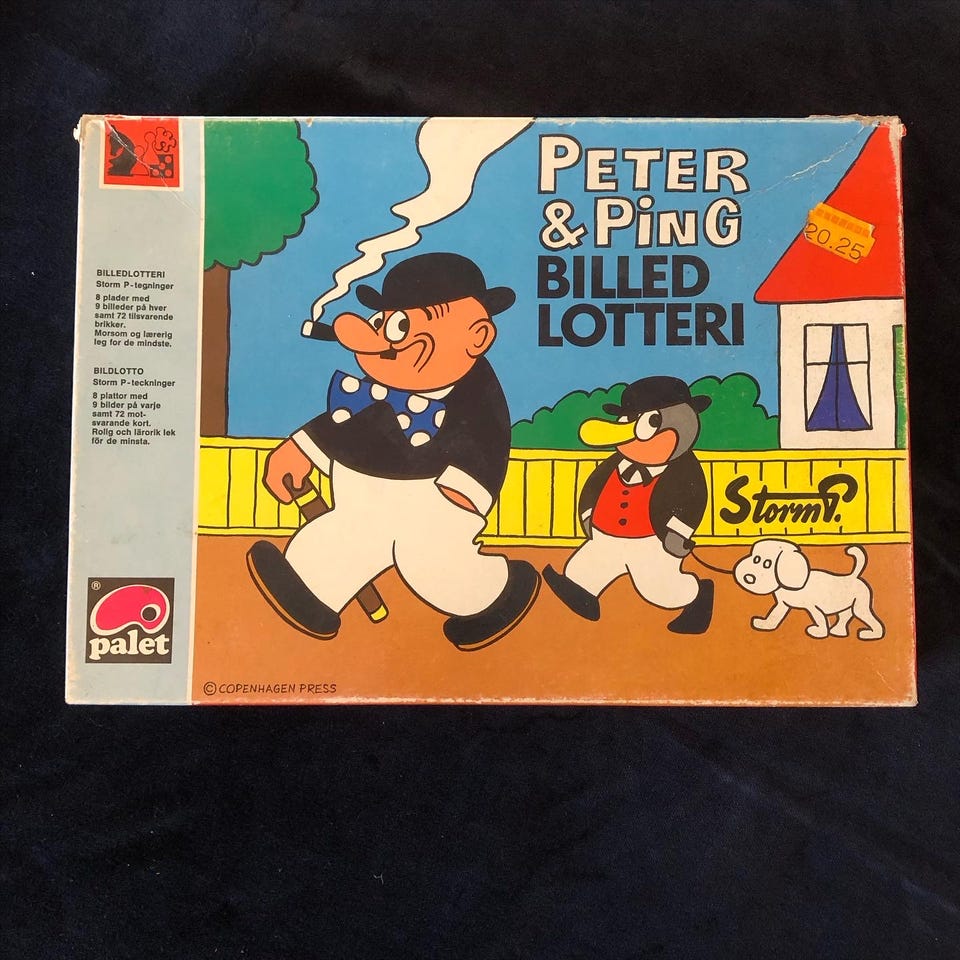 PETER
& PiNG
BILLED
LOTTERI
20.25
BILLEDLOTTERI
Storm P-tegninger
8 plader med
9 billeder på hver
samt 72 tilsvarende
brikker.
Morsom og lærerig
leg for de mindste.
BILDLOTTO
Storm P-teckninger
8 plattor med
9 bilder på varje
samt 72 mot-
svarande kort.
Rolig och lärorik lek
för de minsta.
Storm P.
®
palet
© COPENHAGEN PRESS